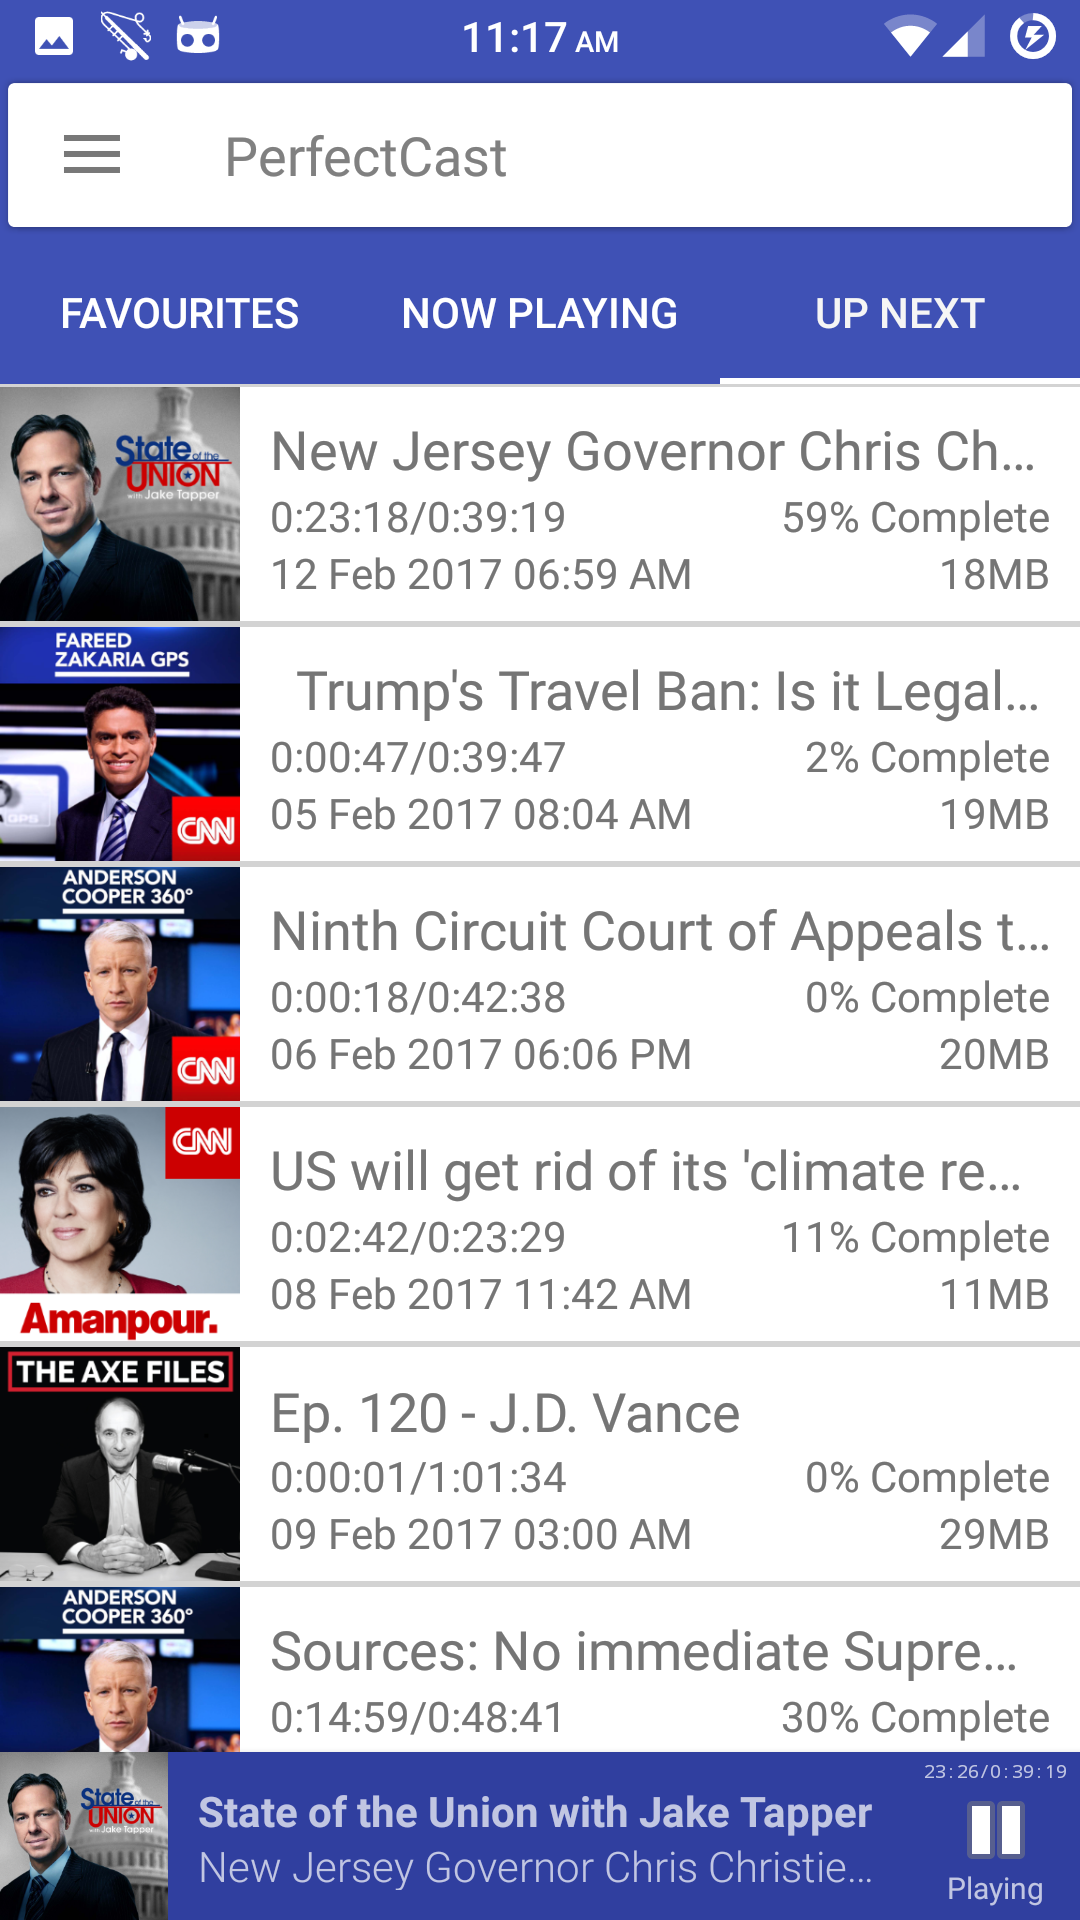 11:17 AM
PerfectCast
FAVOURITES
NOW PLAYING
UP NEXT
State of the
UNION
with Jake Tapper
New Jersey Governor Chris Ch...
0:23:18/0:39:19
59% Complete
12 Feb 2017 06:59 AM
18MB
FAREED
ZAKARIA GPS
CNN
Trump's Travel Ban: Is it Legal...
0:00:47/0:39:47
2% Complete
05 Feb 2017 08:04 AM
19MB
ANDERSON
COOPER 360°
CNN
Ninth Circuit Court of Appeals t...
0:00:18/0:42:38
0% Complete
06 Feb 2017 06:06 PM
20MB
CNN
Amanpour.
US will get rid of its 'climate re...
0:02:42/0:23:29
11% Complete
08 Feb 2017 11:42 AM
11MB
THE AXE FILES
Ep. 120 - J.D. Vance
0:00:01/1:01:34
0% Complete
09 Feb 2017 03:00 AM
29MB
ANDERSON
COOPER 360°
Sources: No immediate Supre...
0:14:59/0:48:41
30% Complete
State of the
UNION
with Jake Tapper
State of the Union with Jake Tapper
New Jersey Governor Chris Christie...
23:26/0:39:19
Playing